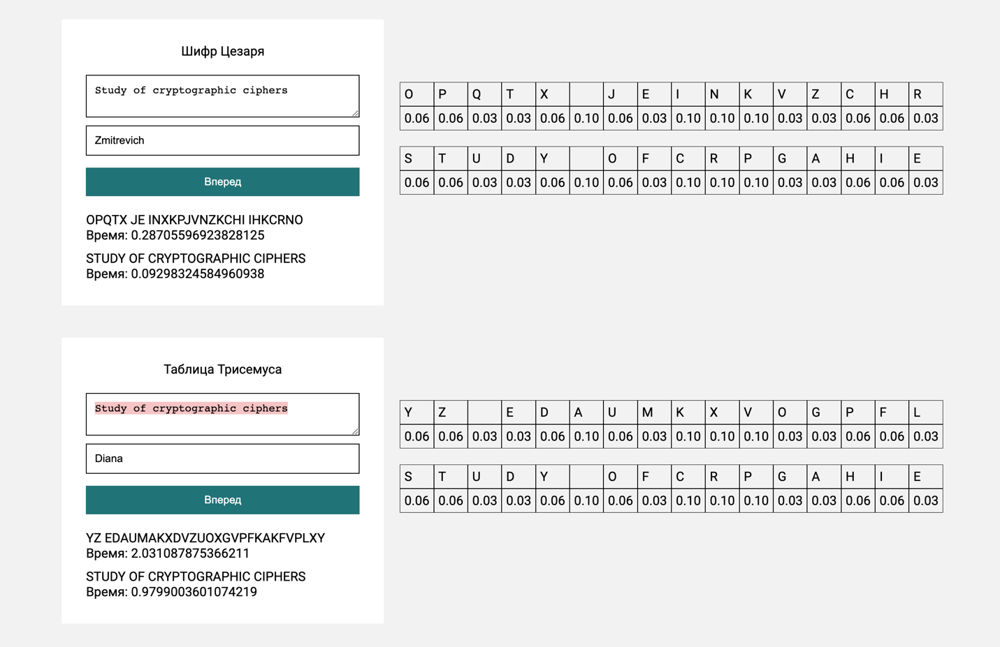 Шифр Цезаря
Study of cryptographic ciphers
Zmitrevich
Вперед
OPQTX JE INXKPJVNZKCHI IHKCRNO
Время: 0.28705596923828125
STUDY OF CRYPTOGRAPHIC CIPHERS
Время: 0.09298324584960938
O P Q T X J E I N K V Z C H R
0.06 0.06 0.03 0.03 0.06 0.10 0.06 0.03 0.10 0.10 0.10 0.03 0.03 0.06 0.06 0.03
S T U D Y O F C R P G A H I E
0.06 0.06 0.03 0.03 0.06 0.10 0.06 0.03 0.10 0.10 0.10 0.03 0.03 0.06 0.06 0.03
Таблица Трисемуса
Study of cryptographic ciphers
Diana
Вперед
YZ EDAUMAKXDVZUOXGVPFKAKFVPLXY
Время: 2.031087875366211
STUDY OF CRYPTOGRAPHIC CIPHERS
Время: 0.9799003601074219
Y Z E D A U M K X V O G P F L
0.06 0.06 0.03 0.03 0.06 0.10 0.06 0.03 0.10 0.10 0.10 0.03 0.03 0.06 0.06 0.03
S T U D Y O F C R P G A H I E
0.06 0.06 0.03 0.03 0.06 0.10 0.06 0.03 0.10 0.10 0.10 0.03 0.03 0.06 0.06 0.03